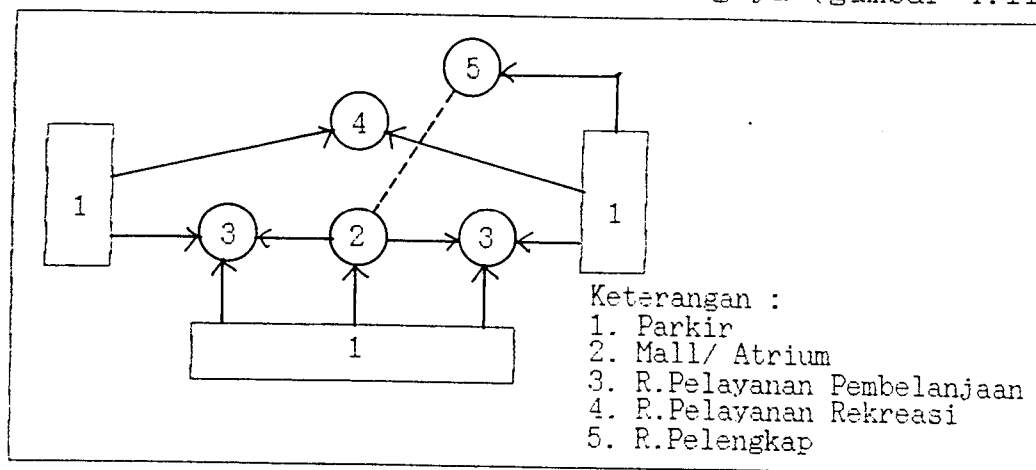 5
4
1
1
3
2
3
1
Keterangan :
1. Parkir
2. Mall/ Atrium
3. R.Pelayanan Pembelanjaan
4. R.Pelayanan Rekreasi
5. R.Pelengkap